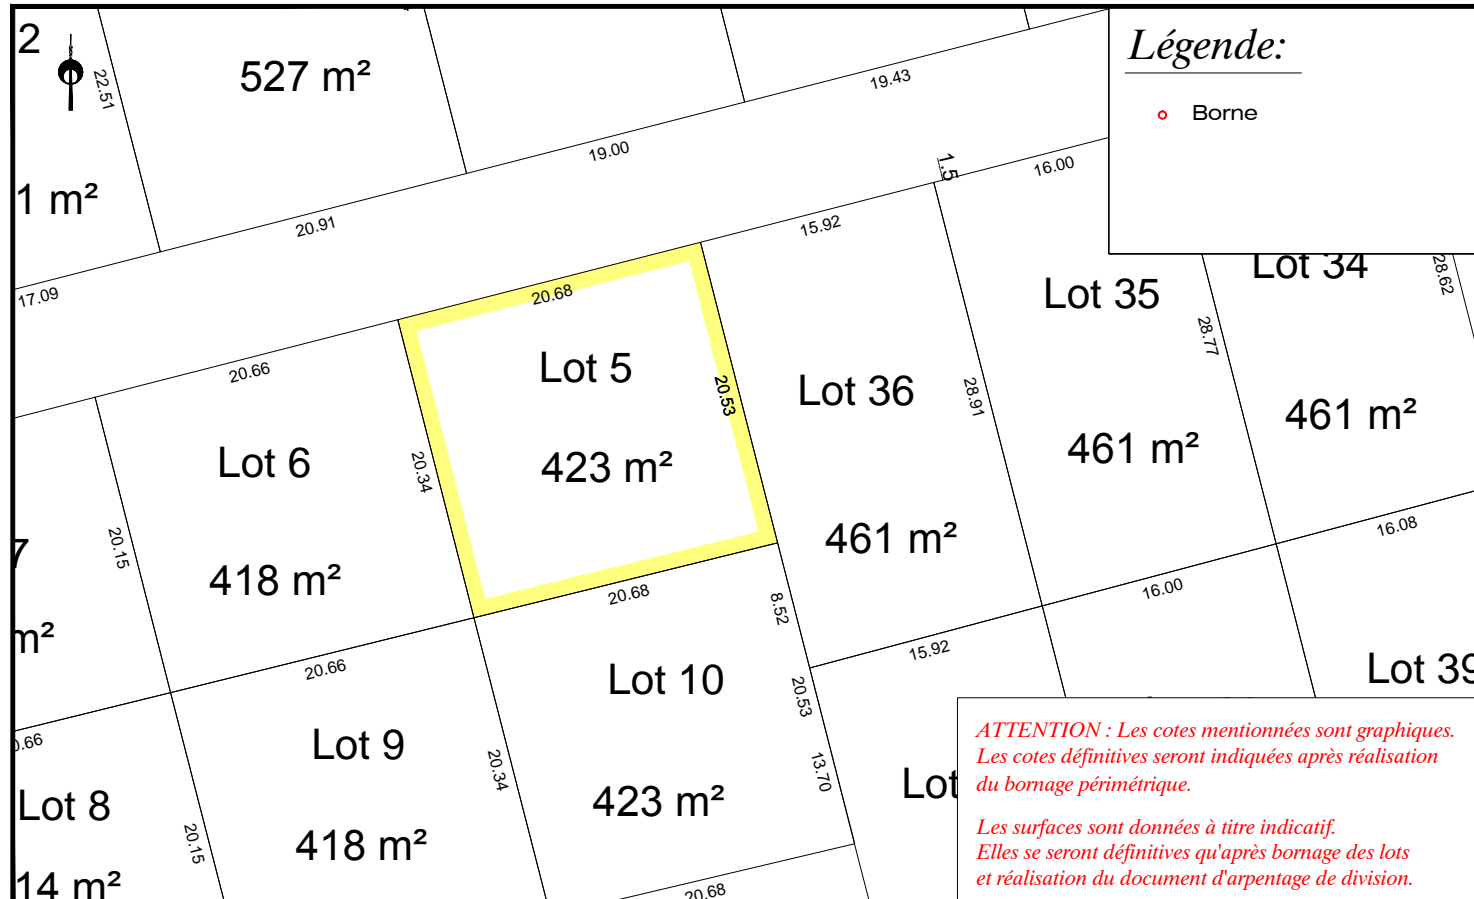 2
22.51
527 m²
19.43
Légende:
Borne
19.00
1.5
16.00
1 m²
20.91
15.92
17.09
20.68
Lot 34
28.62
Lot 35
28.77
20.66
Lot 5
20.53
Lot 36
28.91
461 m²
Lot 6
20.34
423 m²
461 m²
20.15
461 m²
16.08
7
418 m²
20.68
8.52
16.00
m²
20.66
15.92
Lot 10
Lot 39
20.53
Lot 9
.66
20.34
13.70
Lot
Lot 8
423 m²
20.15
418 m²
14 m²
20.68
ATTENTION : Les cotes mentionnées sont graphiques.
Les cotes définitives seront indiquées après réalisation
du bornage périmétrique.
Les surfaces sont données à titre indicatif.
Elles se seront définitives qu'après bornage des lots
et réalisation du document d'arpentage de division.